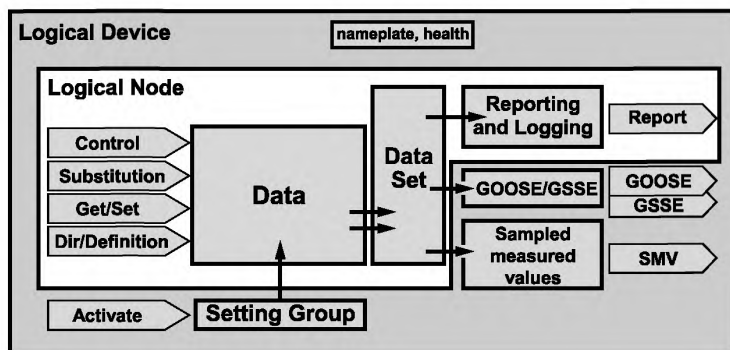 Logical Device
nameplate, health
Logical Node
Control
Substitution
Get/Set
Dir/Definition
Data
Data
Set
Reporting
and Logging
Report
GOOSE/GSSE
GOOSE
GSSE
Sampled
measured
values
SMV
Activate
Setting Group